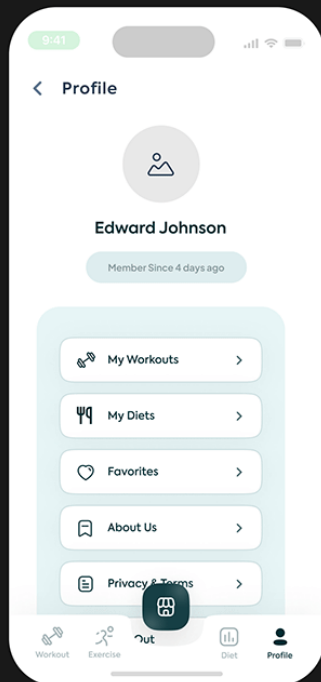 9:41
Profile
Edward Johnson
Member Since 4 days ago
My Workouts
My Diets
Favorites
About Us
Privacy & Terms
Out
Workout
Exercise
Diet
Profile